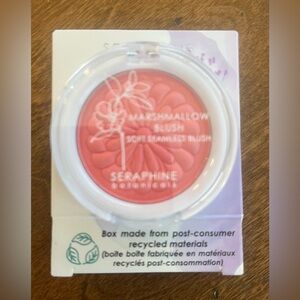 MARSHMALLOW
BLUSH
SOFT SEAMLESS BLUSH
SERAPHINE
botanicals
Box made from post-consumer
recycled materials
(boîte boîte fabriquée en matériaux
recyclés post-consommation)